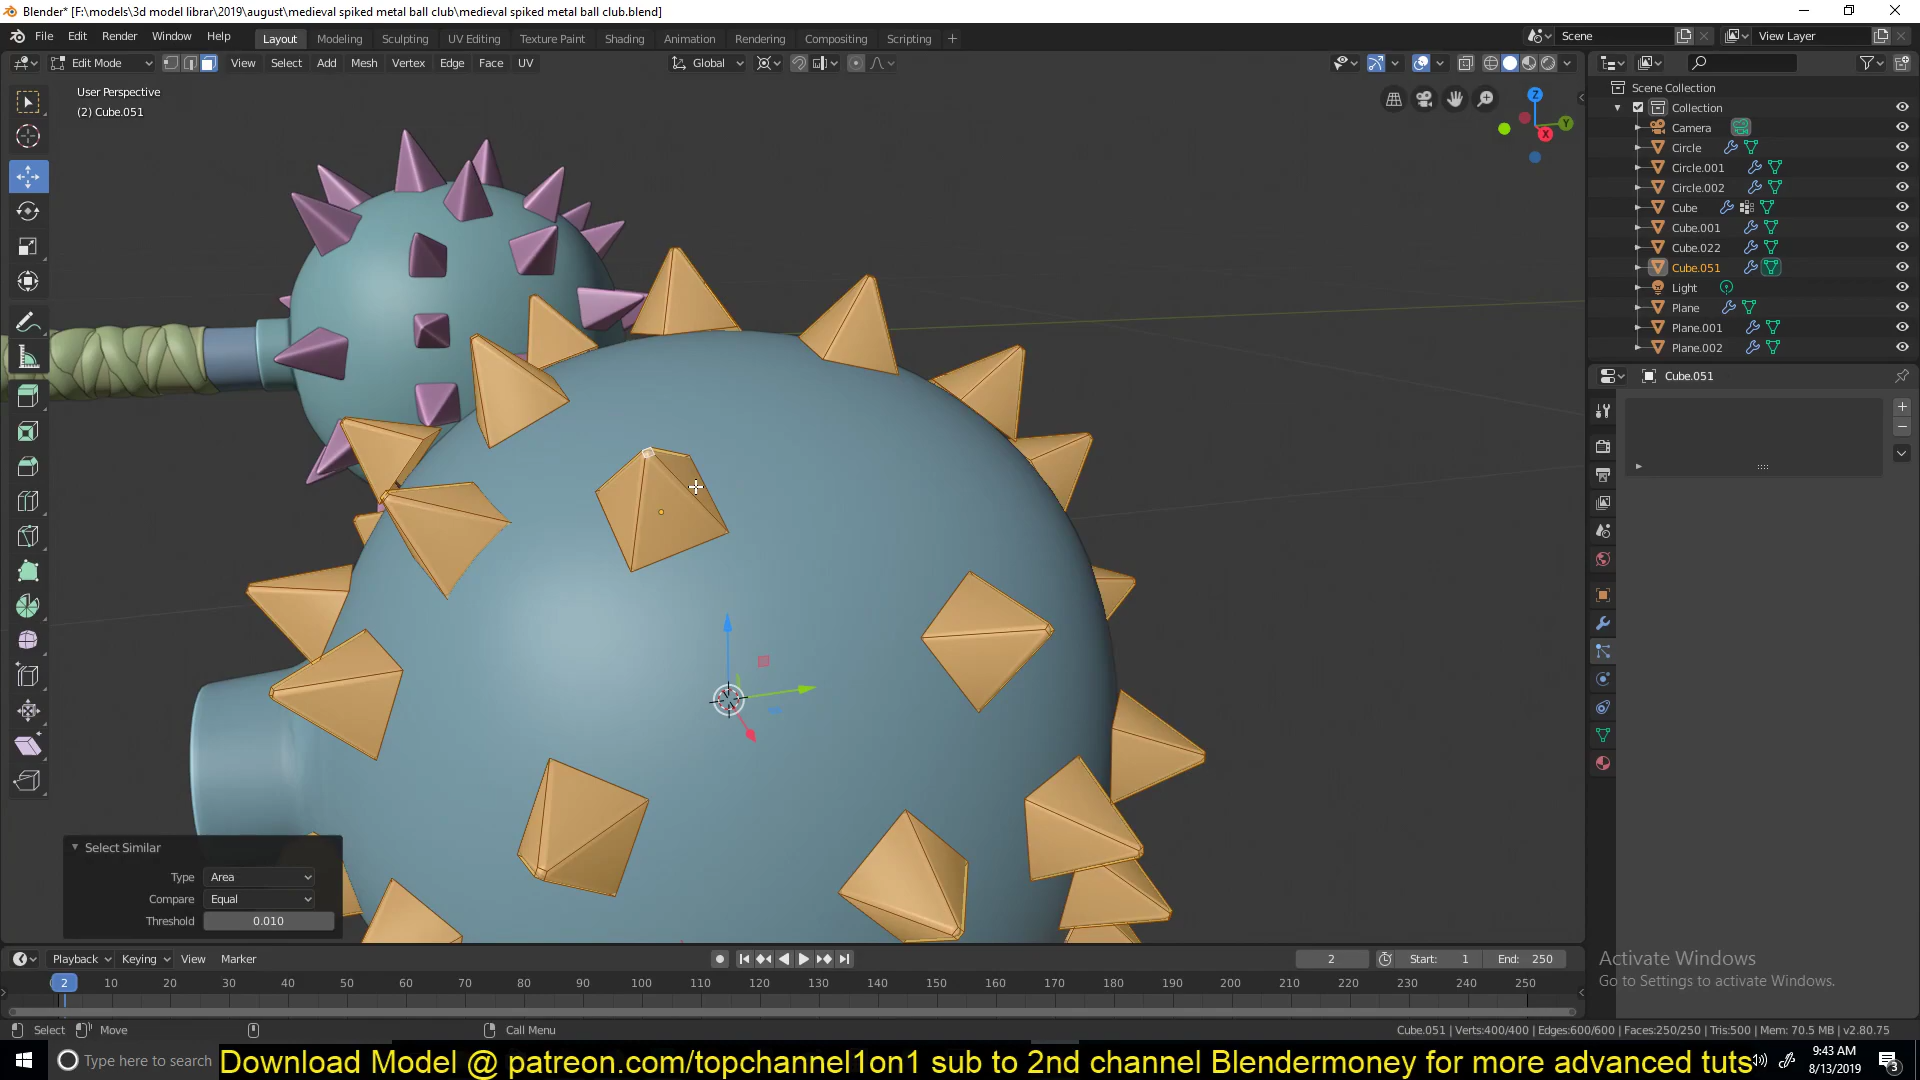 Blender* [F:\models\3d model librar\2019\august\medieval spiked metal ball club\medieval spiked metal ball club.blend]
File Edit Render Window Help Layout Modeling Sculpting UV Editing Texture Paint Shading Animation Rendering Compositing Scripting + Scene View Layer
Edit Mode View Select Add Mesh Vertex Edge Face UV Global
User Perspective
(2) Cube.051
Z
Y
X
Scene Collection
Collection
Camera
Circle
Circle.001
Circle.002
Cube
Cube.001
Cube.022
Cube.051
Light
Plane
Plane.001
Plane.002
Cube.051
Select Similar
Type Area
Compare Equal
Threshold 0.010
Playback Keying View Marker 2 Start: 1 End: 250
2 10 20 30 40 50 60 70 80 90 100 110 120 130 140 150 160 170 180 190 200 210 220 230 240 250
Activate Windows
Go to Settings to activate Windows.
Select Move Call Menu Cube.051 | Verts:400/400 | Edges:600/600 | Faces:250/250 | Tris:500 | Mem: 70.5 MB | v2.80.75
Type here to search
Download Model @ patreon.com/topchannel1on1 sub to 2nd channel Blendermoney for more advanced tuts
9:43 AM
8/13/2019
3